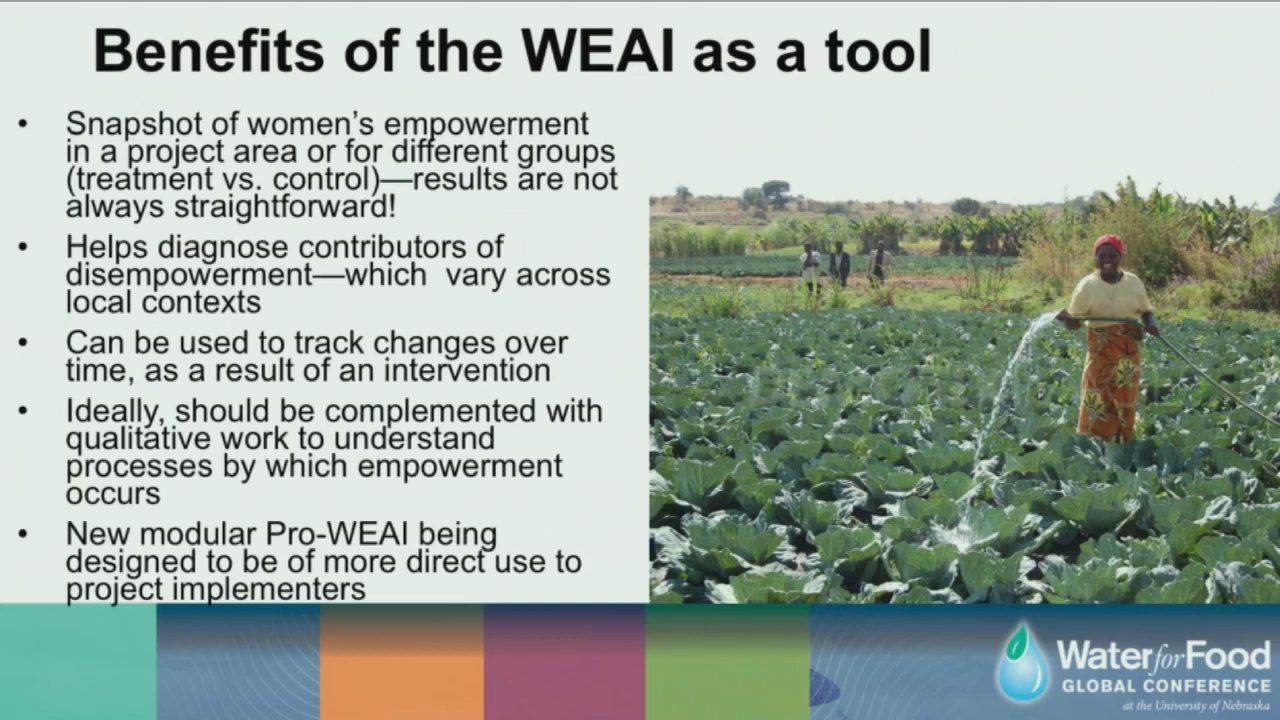 Benefits of the WEAI as a tool
• Snapshot of women's empowerment
in a project area or for different groups
(treatment vs. control)—results are not
always straightforward!
• Helps diagnose contributors of
disempowerment—which  vary across
local contexts
• Can be used to track changes over
time, as a result of an intervention
• Ideally, should be complemented with
qualitative work to understand
processes by which empowerment
occurs
• New modular Pro-WEAI being
designed to be of more direct use to
project implementers
Water for Food
GLOBAL CONFERENCE
at the University of Nebraska